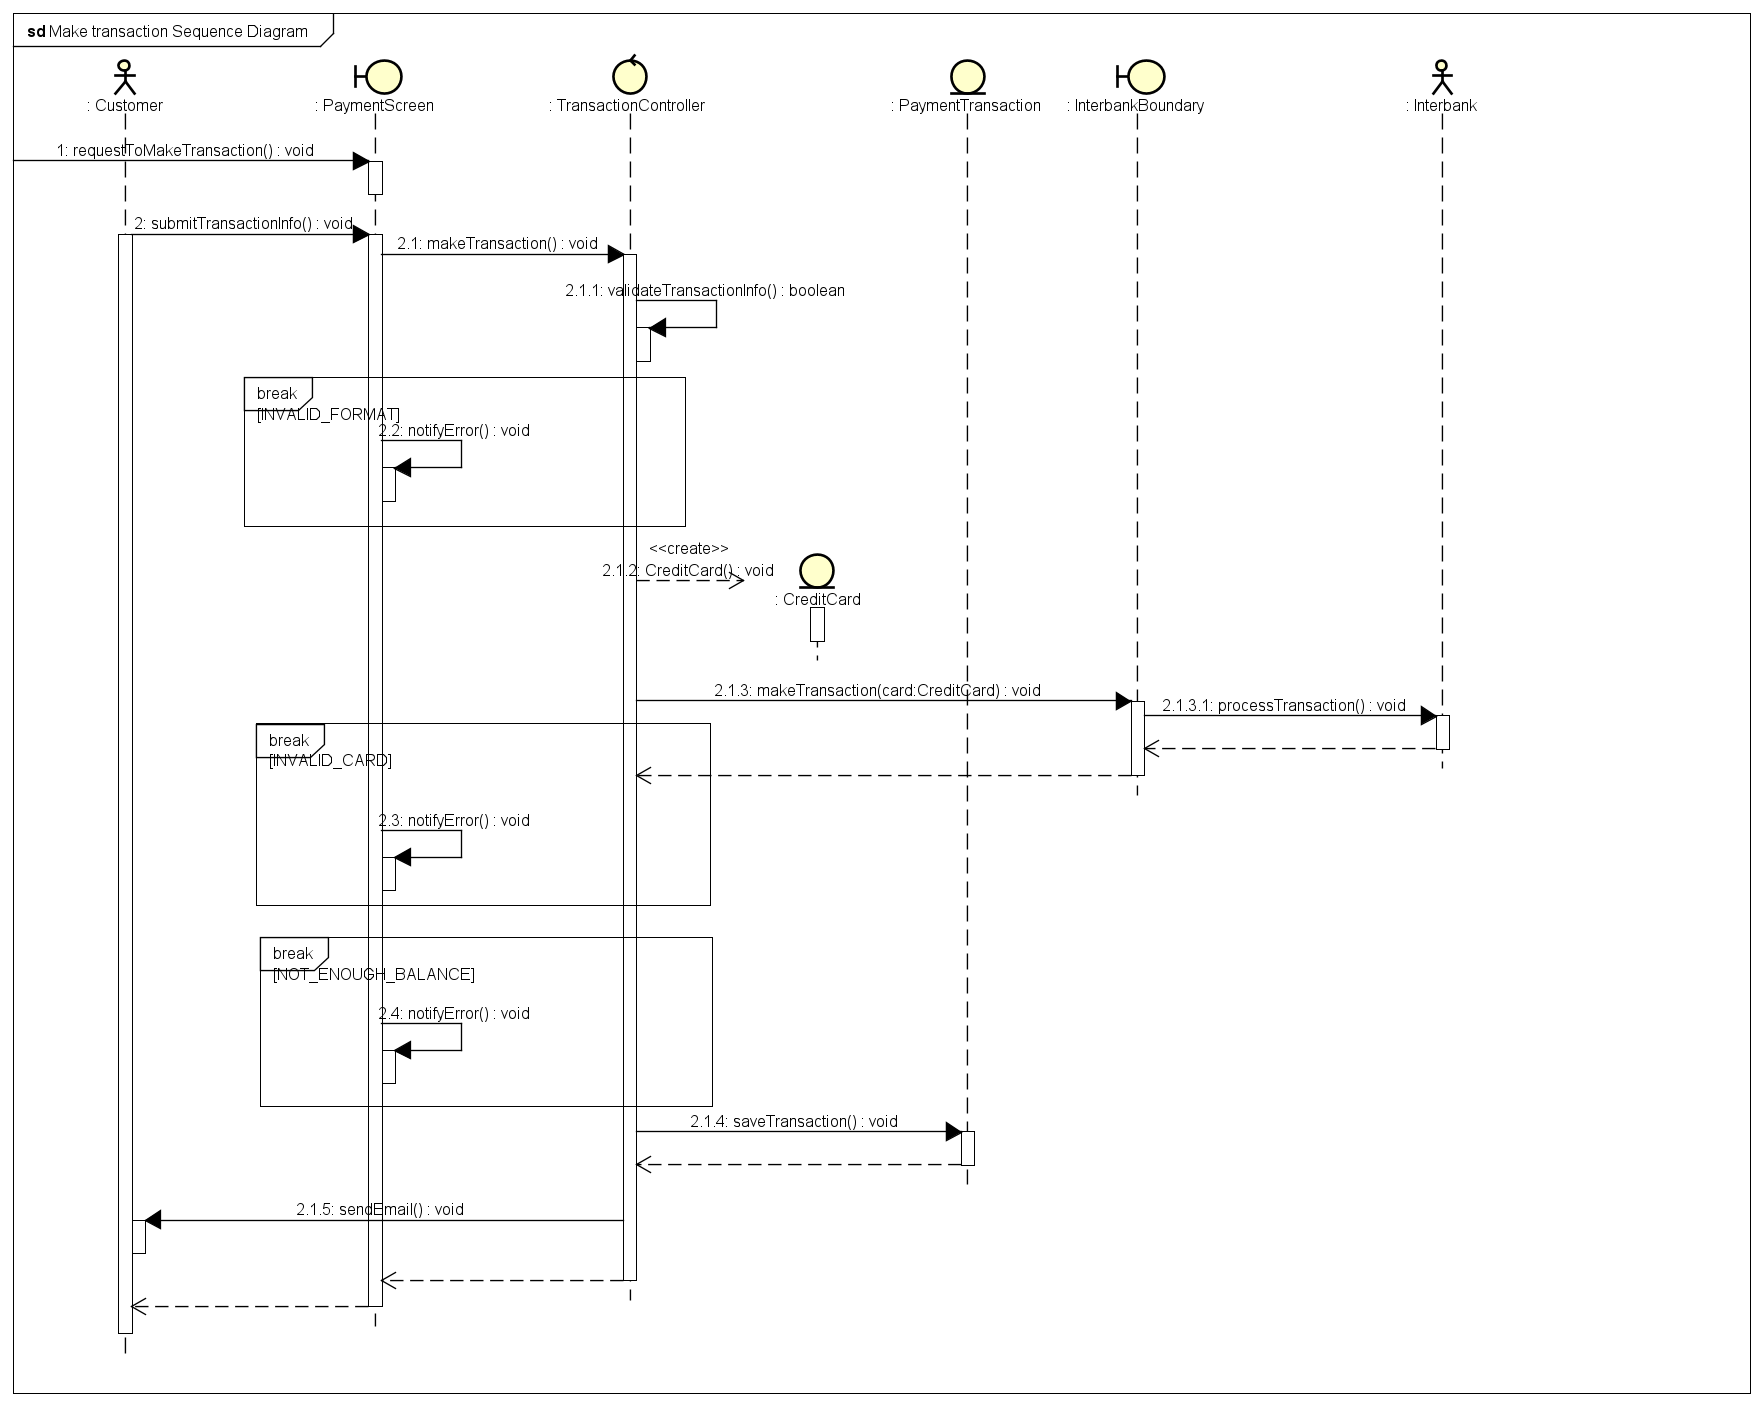 sd Make transaction Sequence Diagram
: Customer
: PaymentScreen
: TransactionController
: PaymentTransaction
: InterbankBoundary
: Interbank
1: requestToMakeTransaction() : void
2: submitTransactionInfo() : void
2.1: makeTransaction() : void
2.1.1: validateTransactionInfo() : boolean
break
[INVALID_FORMAT]
2.2: notifyError() : void
<<create>>
2.1.2: CreditCard() : void
: CreditCard
2.1.3: makeTransaction(card:CreditCard) : void
2.1.3.1: processTransaction() : void
break
[INVALID_CARD]
2.3: notifyError() : void
break
[NOT_ENOUGH_BALANCE]
2.4: notifyError() : void
2.1.4: saveTransaction() : void
2.1.5: sendEmail() : void